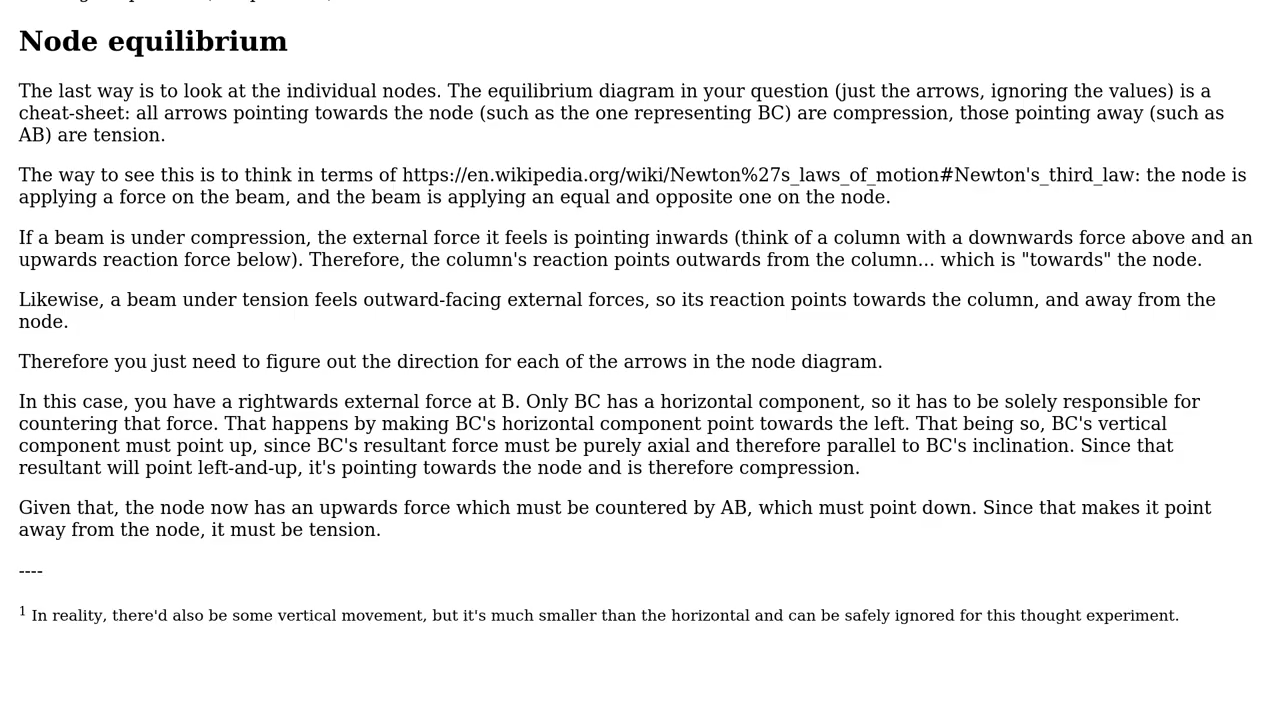 Node equilibrium
The last way is to look at the individual nodes. The equilibrium diagram in your question (just the arrows, ignoring the values) is a
cheat-sheet: all arrows pointing towards the node (such as the one representing BC) are compression, those pointing away (such as
AB) are tension.
The way to see this is to think in terms of https://en.wikipedia.org/wiki/Newton%27s_laws_of_motion#Newton's_third_law: the node is
applying a force on the beam, and the beam is applying an equal and opposite one on the node.
If a beam is under compression, the external force it feels is pointing inwards (think of a column with a downwards force above and an
upwards reaction force below). Therefore, the column's reaction points outwards from the column... which is "towards" the node.
Likewise, a beam under tension feels outward-facing external forces, so its reaction points towards the column, and away from the
node.
Therefore you just need to figure out the direction for each of the arrows in the node diagram.
In this case, you have a rightwards external force at B. Only BC has a horizontal component, so it has to be solely responsible for
countering that force. That happens by making BC's horizontal component point towards the left. That being so, BC's vertical
component must point up, since BC's resultant force must be purely axial and therefore parallel to BC's inclination. Since that
resultant will point left-and-up, it's pointing towards the node and is therefore compression.
Given that, the node now has an upwards force which must be countered by AB, which must point down. Since that makes it point
away from the node, it must be tension.
----
1 In reality, there'd also be some vertical movement, but it's much smaller than the horizontal and can be safely ignored for this thought experiment.